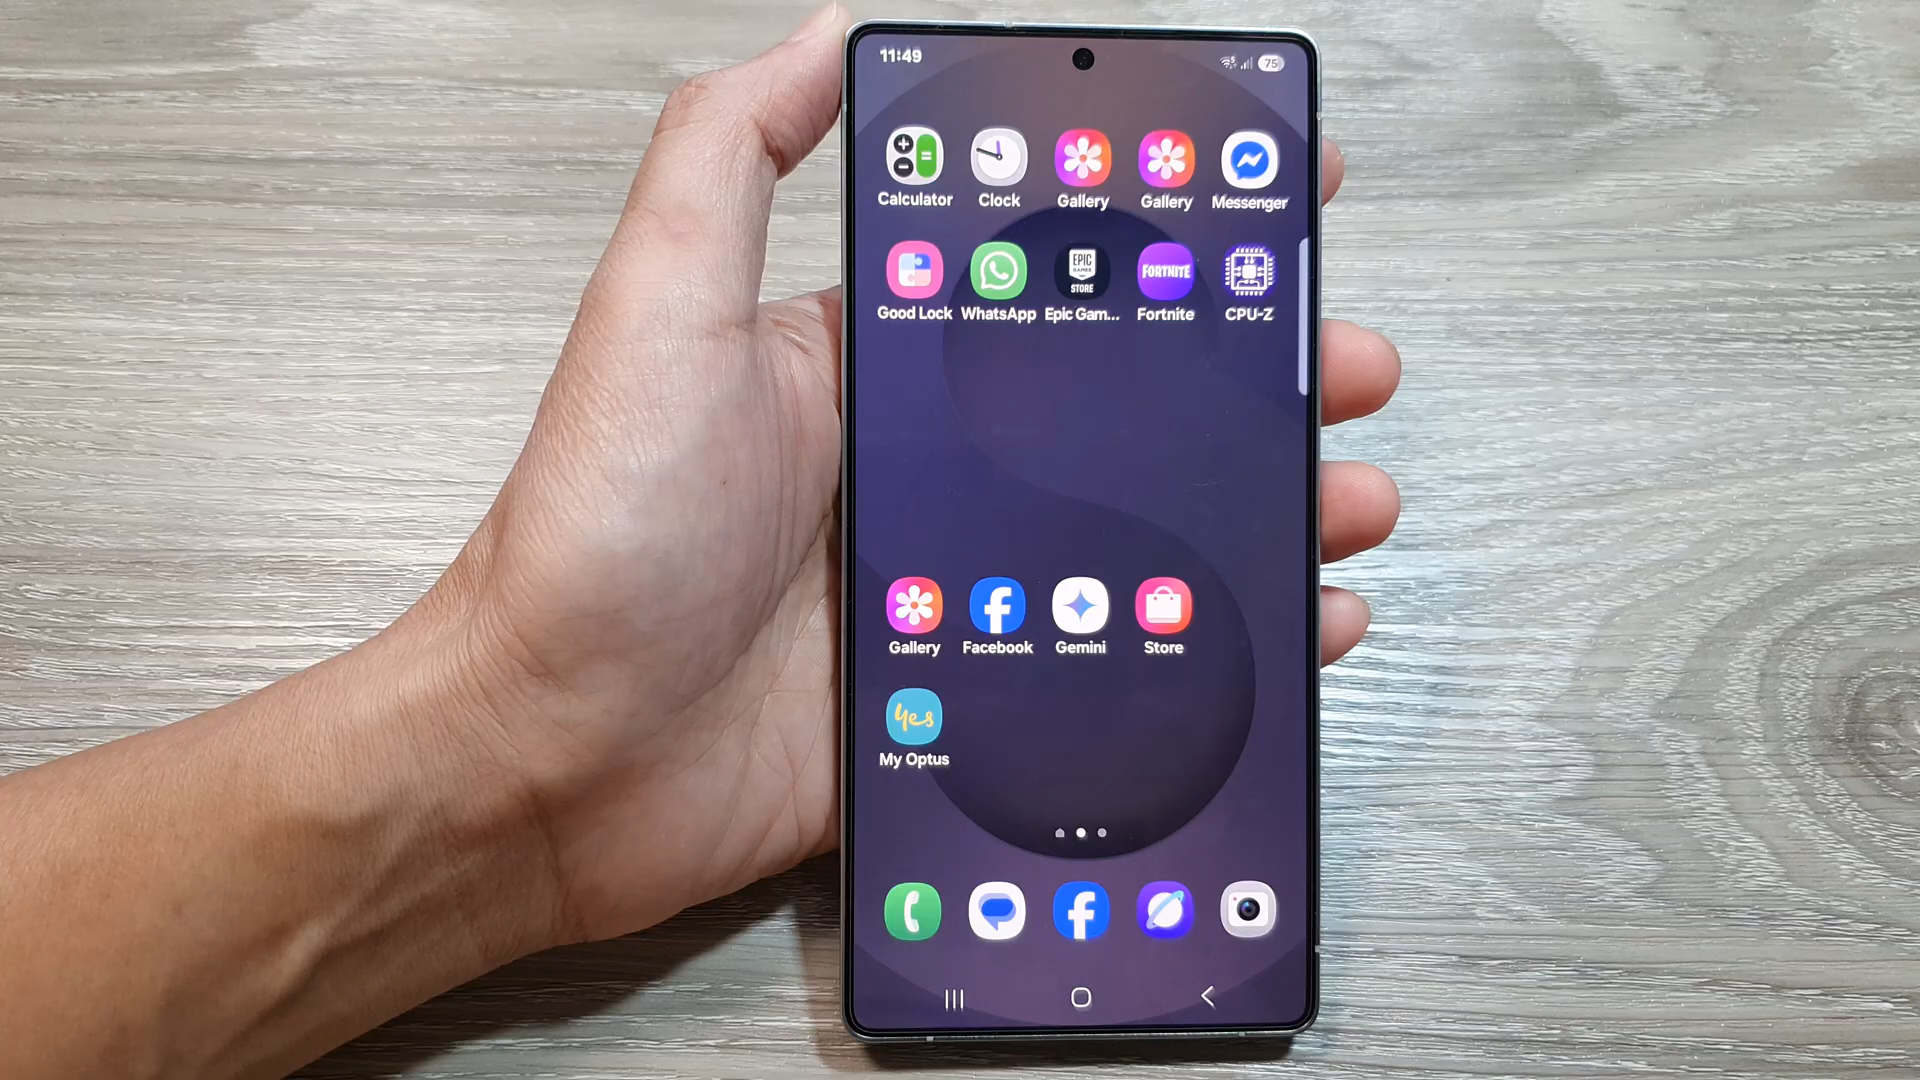 11:49
75
Calculator
Clock
Gallery
Gallery
Messenger
EPIC
GAMES
STORE
FORTNITE
Good Lock
WhatsApp
Epic Gam...
Fortnite
CPU-Z
Gallery
Facebook
Gemini
Store
yes
My Optus